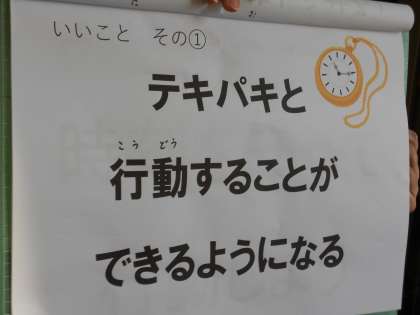 いいこと その①
テキパキと
こう どう
行動することが
できるようになる